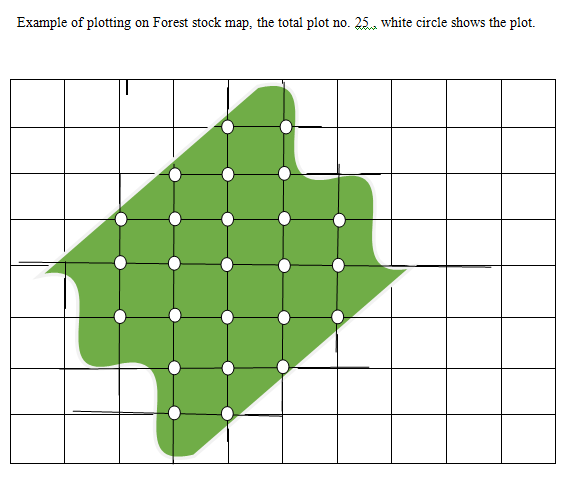 Example of plotting on Forest stock map, the total plot no. 25., white circle shows the plot.